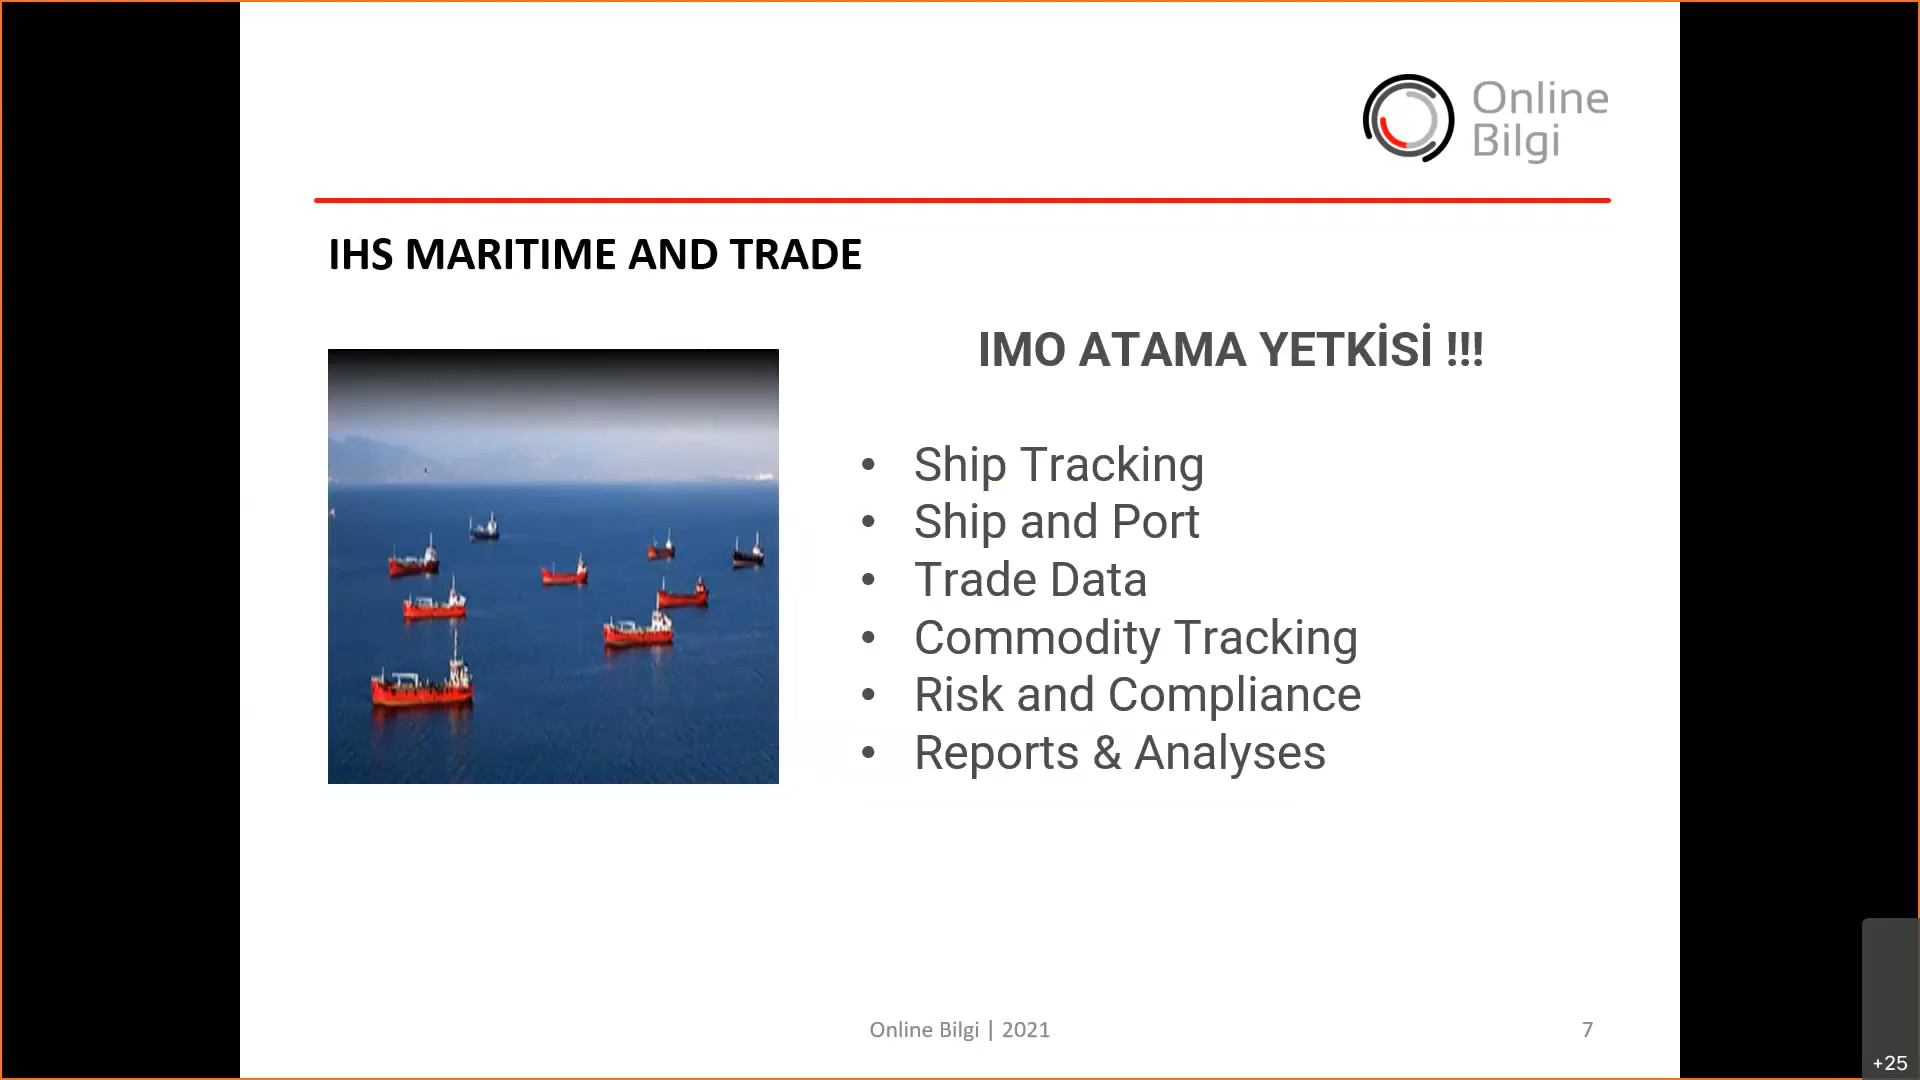 Online
Bilgi
IHS MARITIME AND TRADE
IMO ATAMA YETKİSİ !!!
• Ship Tracking
• Ship and Port
• Trade Data
• Commodity Tracking
• Risk and Compliance
• Reports & Analyses
Online Bilgi | 2021
7
+25